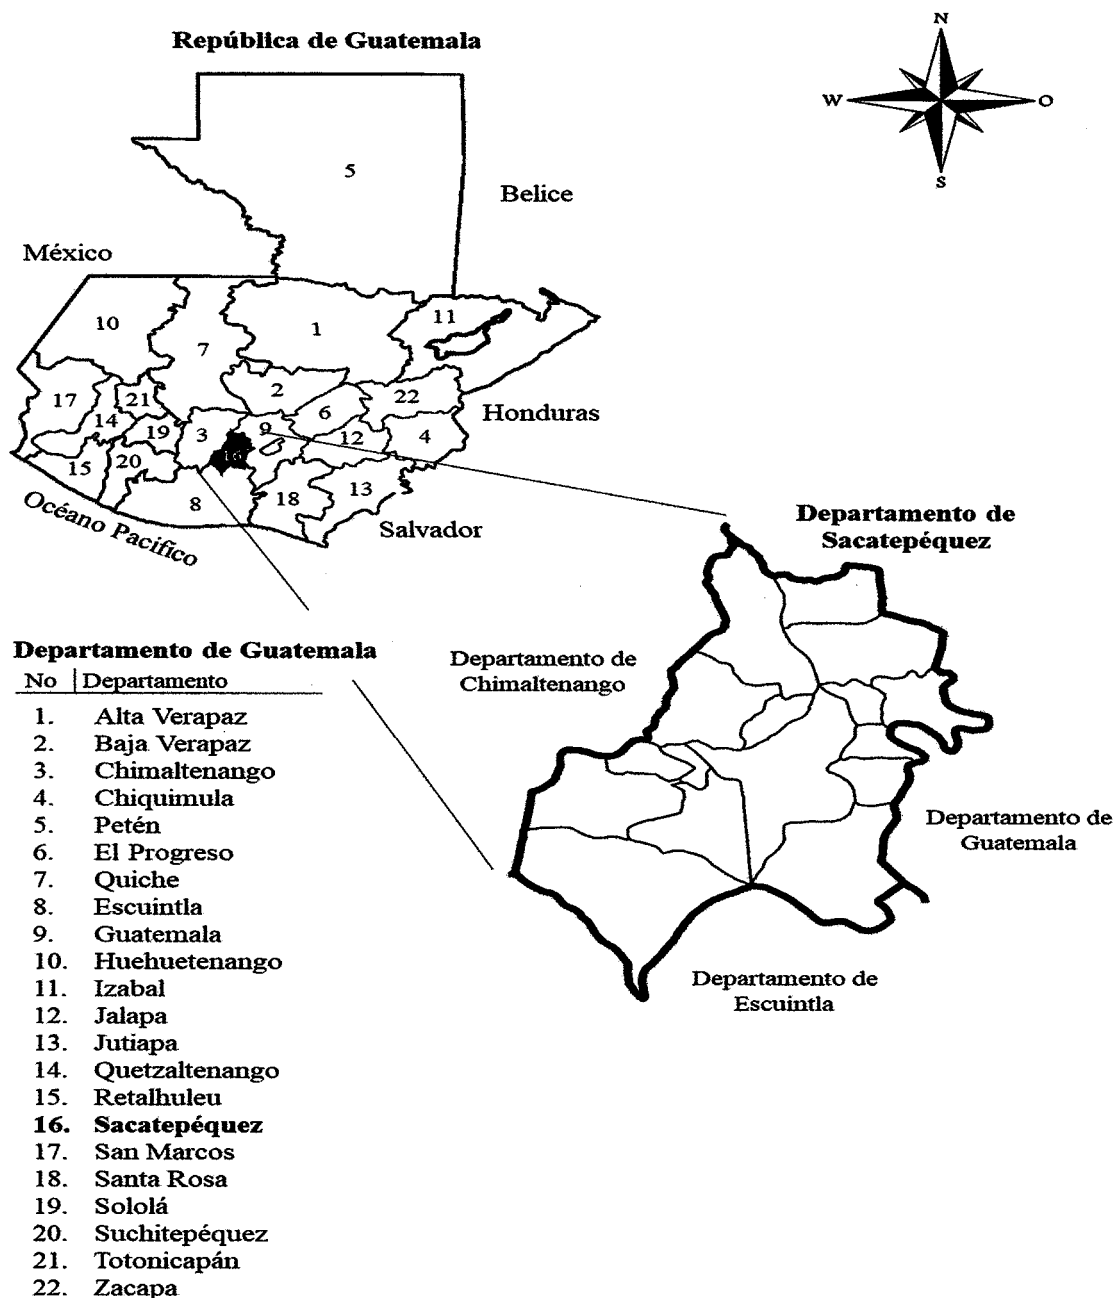 República de Guatemala
N
W
O
S
5
Belice
México
10
7
1
11
2
22
17
21
14
6
Honduras
19
3
9
12
4
16
15
20
13
8
18
Océano Pacifico
Salvador
Departamento de
Sacatepéquez
Departamento de
Chimaltenango
Departamento de
Guatemala
Departamento de
Escuintla
Departamento de Guatemala
No Departamento
1. Alta Verapaz
2. Baja Verapaz
3. Chimaltenango
4. Chiquimula
5. Petén
6. El Progreso
7. Quiche
8. Escuintla
9. Guatemala
10. Huehuetenango
11. Izabal
12. Jalapa
13. Jutiapa
14. Quetzaltenango
15. Retalhuleu
16. Sacatepéquez
17. San Marcos
18. Santa Rosa
19. Sololá
20. Suchitepéquez
21. Totonicapán
22. Zacapa